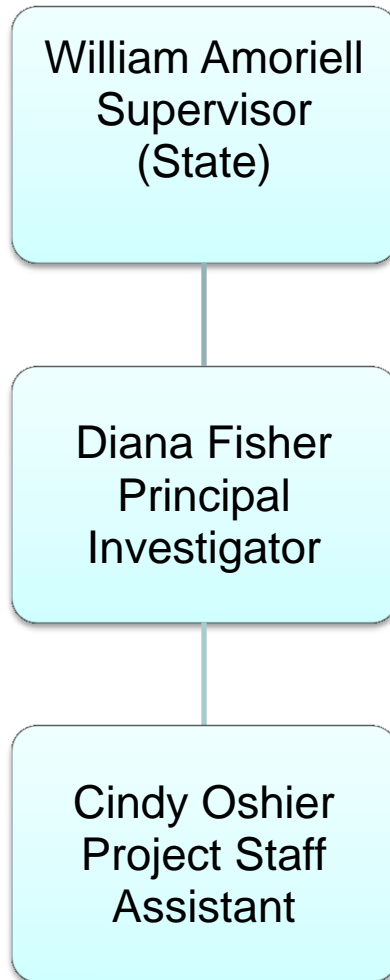 William Amoriell
Supervisor
(State)
Diana Fisher
Principal
Investigator
Cindy Oshier
Project Staff
Assistant